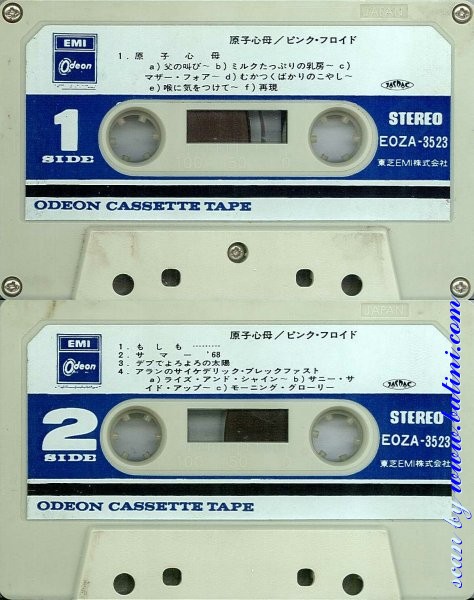 JAPAN
EMI
Odeon
原子心母/ピンク・フロイド
1. 原子心母
a) 父の叫び~ b) ミルクたっぷりの乳房~ c)
マザー・フォア~ d) むかつくばかりのこやし~
e) 喉に気をつけて~ f) 再現
1
SIDE
STEREO
EOZA-3523
東芝EMI株式会社
100
50
0
ODEON CASSETTE TAPE
JAPAN
EMI
Odeon
原子心母/ピンク・フロイド
1. もしも…………
2. サマー '68
3. デブでよろよろの太陽
4. アランのサイケデリック・ブレックファスト
a) ライズ・アンド・シャイン~ b) サニー・サ
イド・アップ~ c) モーニング・グローリー
2
SIDE
STEREO
EOZA-3523
東芝EMI株式会社
ODEON CASSETTE TAPE
scan by www.vatini.com